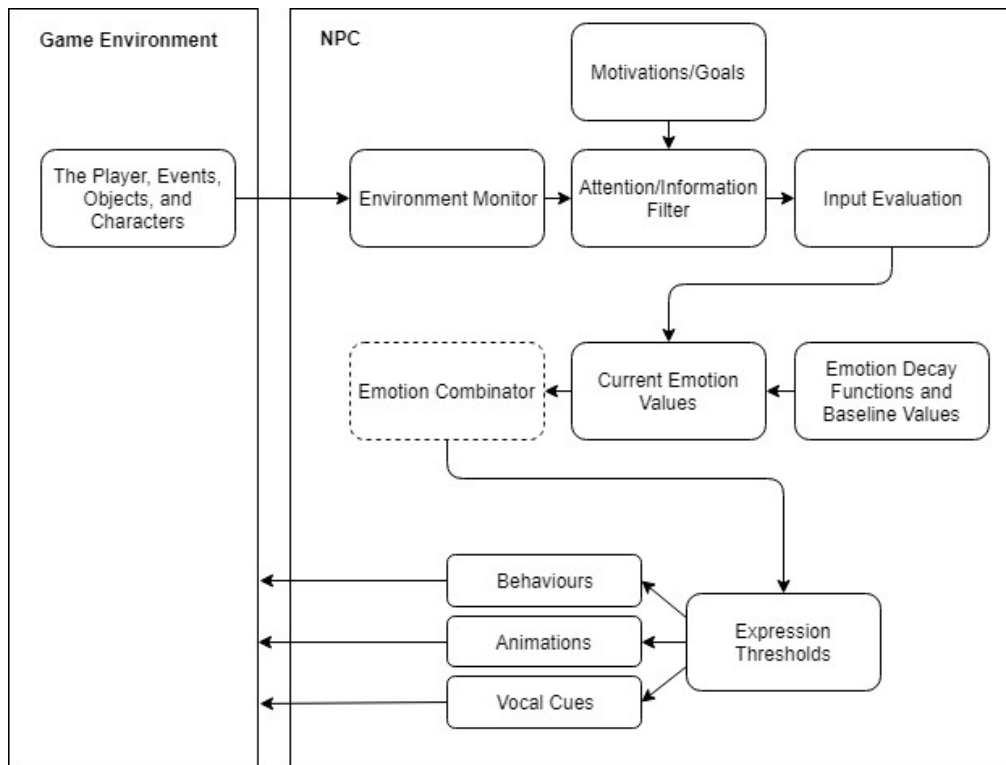 Game Environment
NPC
Motivations/Goals
The Player, Events,
Objects, and
Characters
Environment Monitor
Attention/Information
Filter
Input Evaluation
Emotion Combinator
Current Emotion
Values
Emotion Decay
Functions and
Baseline Values
Behaviours
Animations
Vocal Cues
Expression
Thresholds